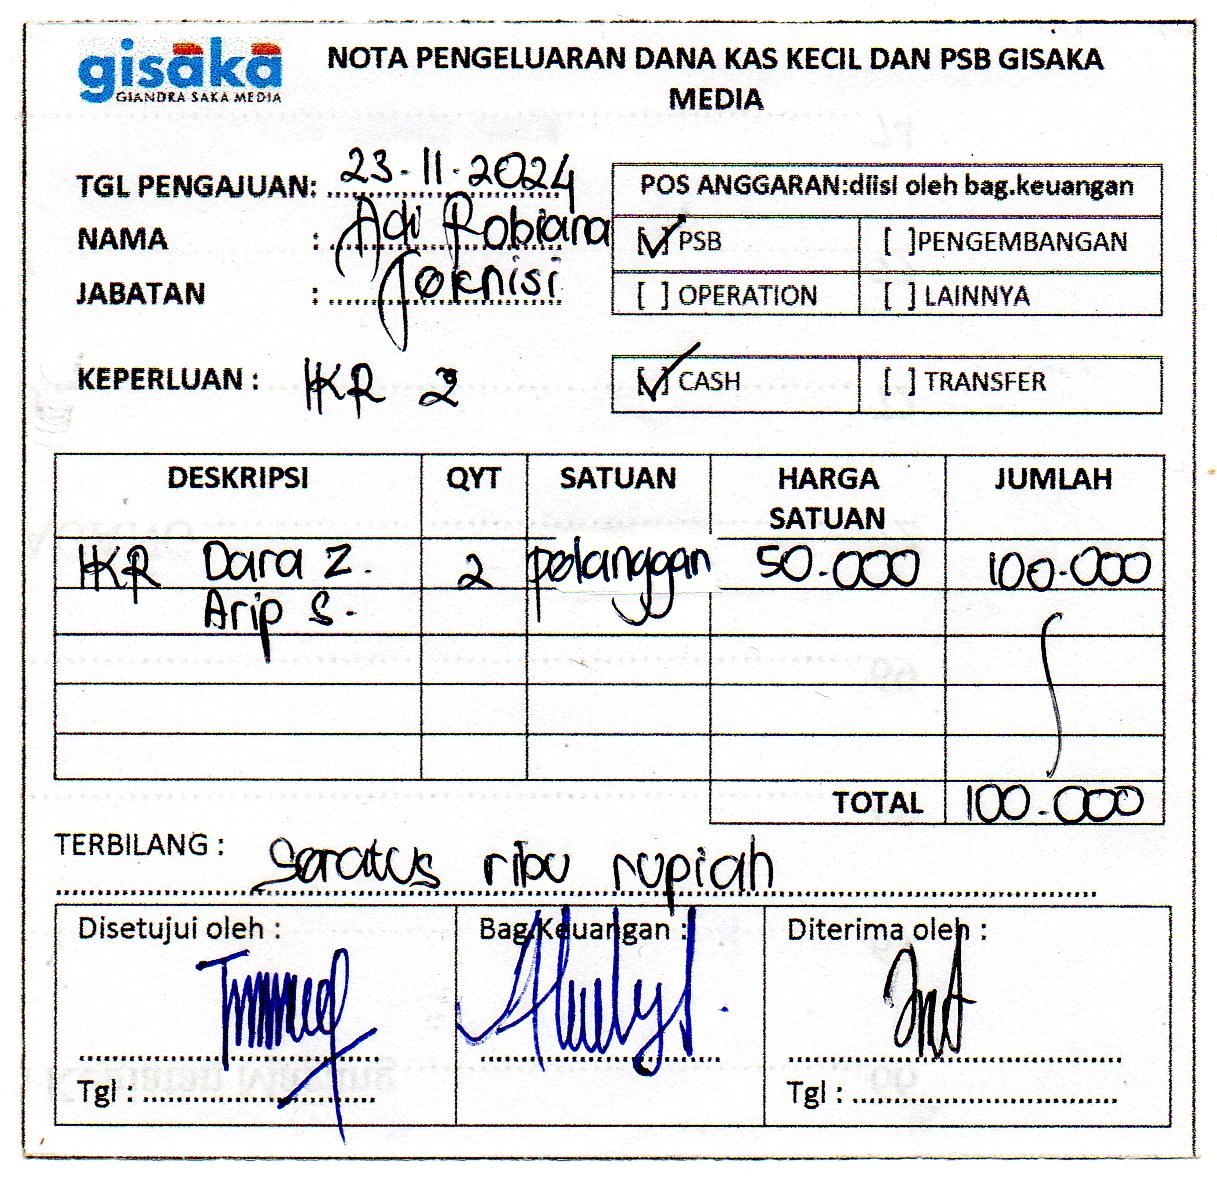 gisaka
GIANDRA SAKA MEDIA
NOTA PENGELUARAN DANA KAS KECIL DAN PSB GISAKA
MEDIA
TGL PENGAJUAN: 23-11-2024
NAMA : Adi Robiana
JABATAN : Teknisi
POS ANGGARAN:diisi oleh bag.keuangan
[✓] PSB [ ]PENGEMBANGAN
[ ] OPERATION [ ] LAINNYA
KEPERLUAN : IKR 2
[✓] CASH [ ] TRANSFER
DESKRIPSI QYT SATUAN HARGA SATUAN JUMLAH
IKR Dara Z. 2 pelanggan 50.000 100.000
Arip S.
TOTAL 100.000
TERBILANG : Seratus ribu rupiah
Disetujui oleh : Bag.Keuangan : Diterima oleh :
Tgl : Tgl :